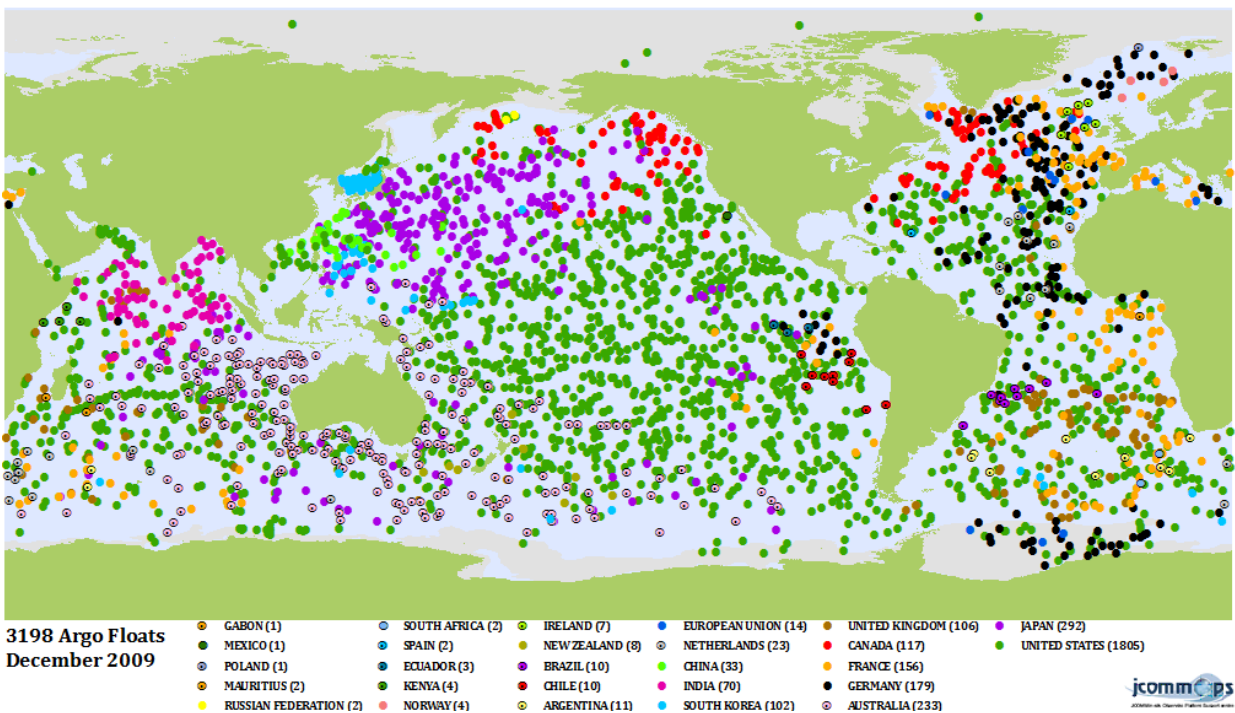 3198 Argo Floats
December 2009
GABON (1)
MEXICO (1)
POLAND (1)
MAURITIUS (2)
RUSSIAN FEDERATION (2)
SOUTH AFRICA (2)
SPAIN (2)
ECUADOR (3)
KENYA (4)
NORWAY (4)
IRELAND (7)
NEW ZEALAND (8)
BRAZIL (10)
CHILE (10)
ARGENTINA (11)
EUROPEAN UNION (14)
NETHERLANDS (23)
CHINA (33)
INDIA (70)
SOUTH KOREA (102)
UNITED KINGDOM (106)
CANADA (117)
FRANCE (156)
GERMANY (179)
AUSTRALIA (233)
JAPAN (292)
UNITED STATES (1805)
jcommops